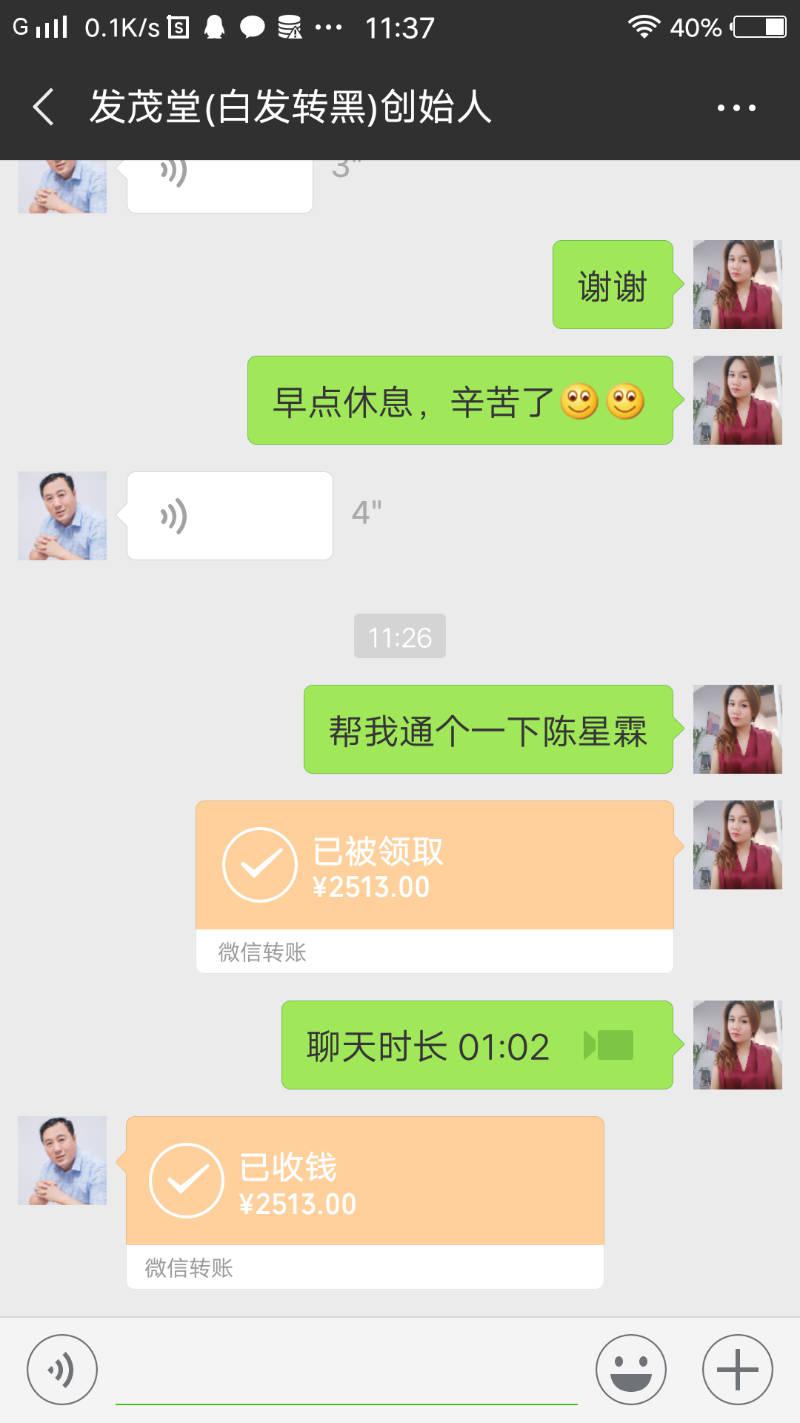 G 0.1K/s S 11:37 40%
发茂堂(白发转黑)创始人
3"
谢谢
早点休息，辛苦了
4"
11:26
帮我通个一下陈星霖
已被领取
¥2513.00
微信转账
聊天时长 01:02
已收钱
¥2513.00
微信转账